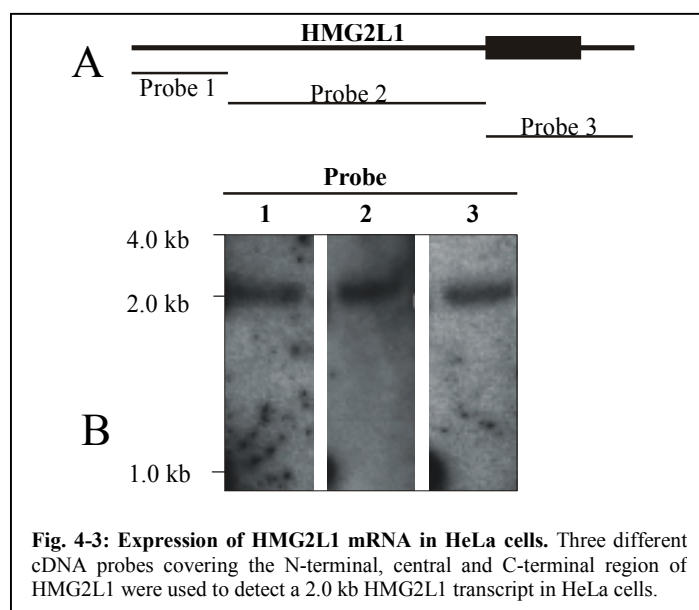 HMG2L1
A
Probe 1
Probe 2
Probe 3
Probe
1 2 3
4.0 kb
2.0 kb
B
1.0 kb
Fig. 4-3: Expression of HMG2L1 mRNA in HeLa cells. Three different
cDNA probes covering the N-terminal, central and C-terminal region of
HMG2L1 were used to detect a 2.0 kb HMG2L1 transcript in HeLa cells.